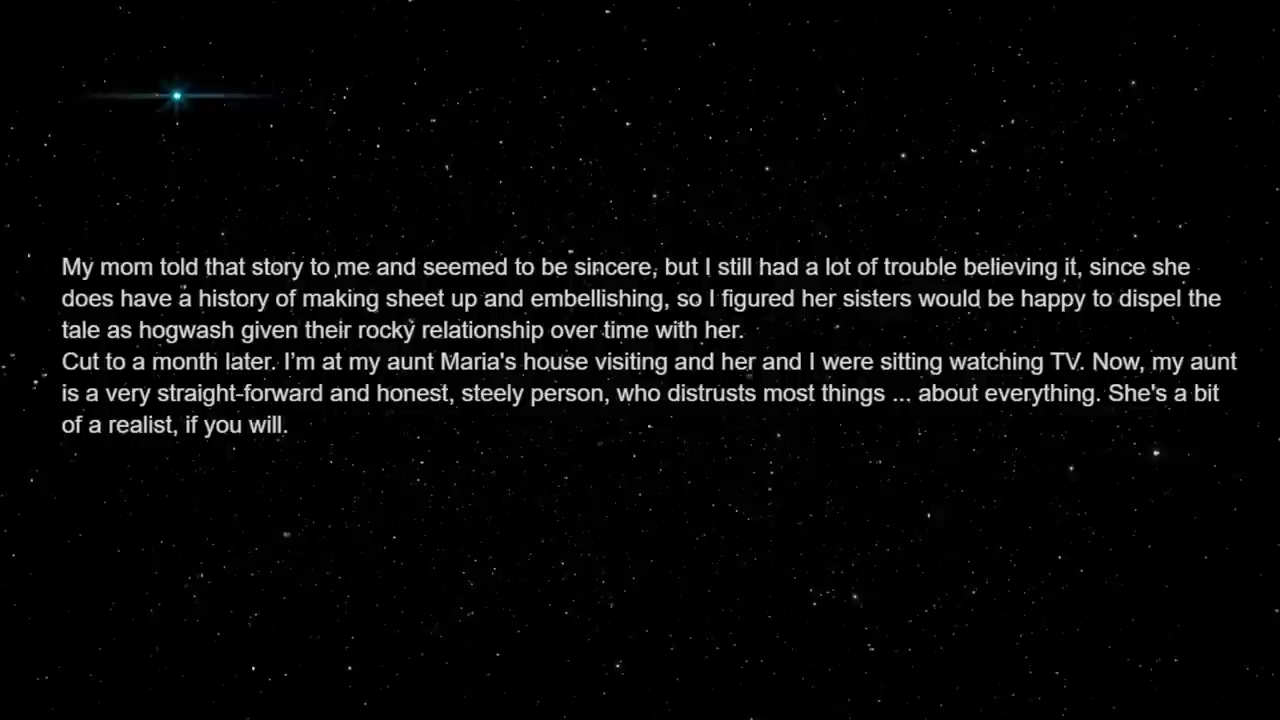 My mom told that story to me and seemed to be sincere, but I still had a lot of trouble believing it, since she
does have a history of making sheet up and embellishing, so I figured her sisters would be happy to dispel the
tale as hogwash given their rocky relationship over time with her.
Cut to a month later. I'm at my aunt Maria's house visiting and her and I were sitting watching TV. Now, my aunt
is a very straight-forward and honest, steely person, who distrusts most things ... about everything. She's a bit
of a realist, if you will.